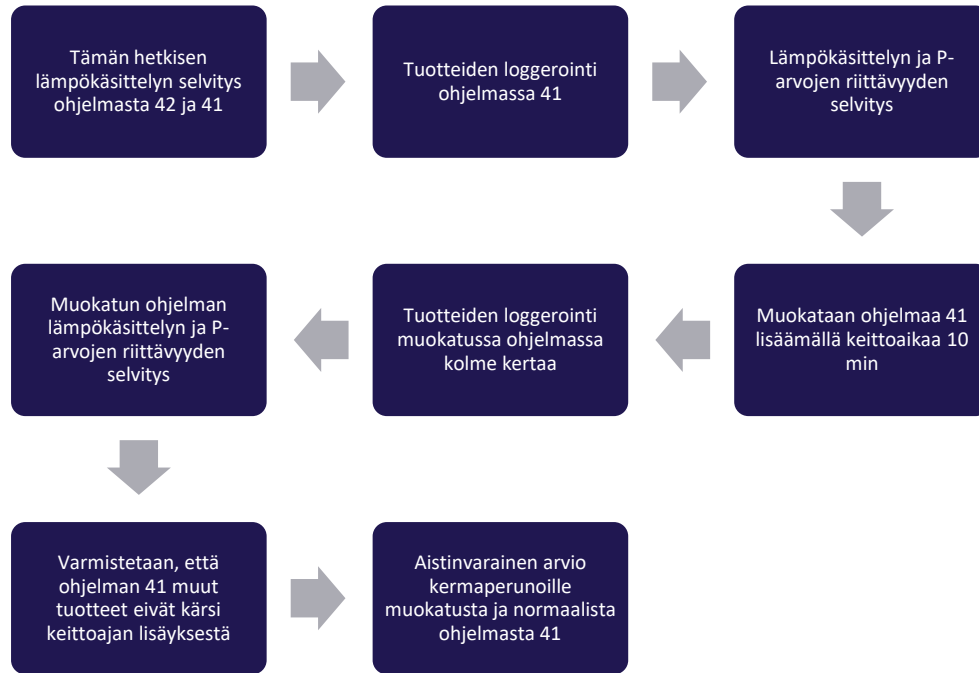 Tämän hetkisen
lämpökäsittelyn selvitys
ohjelmasta 42 ja 41
Tuotteiden loggerointi
ohjelmassa 41
Lämpökäsittelyn ja P-
arvojen riittävyyden
selvitys
Muokataan ohjelmaa 41
lisäämällä keittoaikaa 10
min
Tuotteiden loggerointi
muokatussa ohjelmassa
kolme kertaa
Muokatun ohjelman
lämpökäsittelyn ja P-
arvojen riittävyyden
selvitys
Varmistetaan, että
ohjelman 41 muut
tuotteet eivät kärsi
keittoajan lisäyksestä
Aistinvarainen arvio
kermaperunoille
muokatusta ja normaalista
ohjelmasta 41